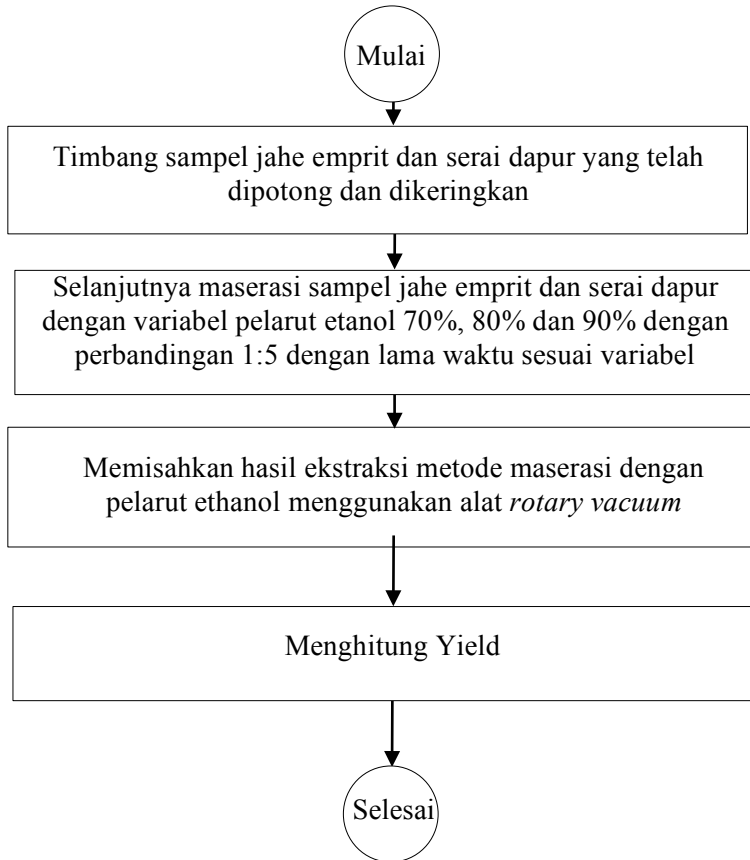 Mulai
Timbang sampel jahe emprit dan serai dapur yang telah
dipotong dan dikeringkan
Selanjutnya maserasi sampel jahe emprit dan serai dapur
dengan variabel pelarut etanol 70%, 80% dan 90% dengan
perbandingan 1:5 dengan lama waktu sesuai variabel
Memisahkan hasil ekstraksi metode maserasi dengan
pelarut ethanol menggunakan alat rotary vacuum
Menghitung Yield
Selesai